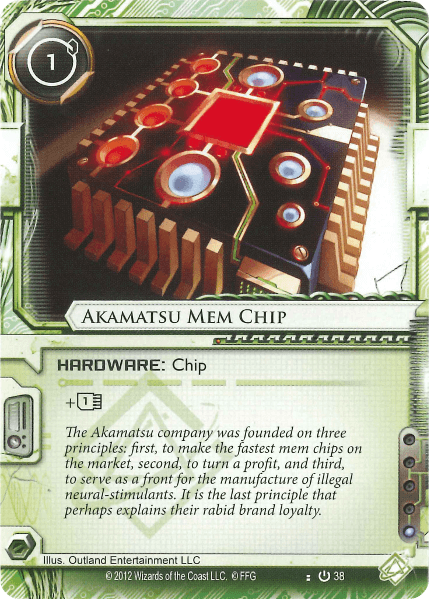 1
AKAMATSU MEM CHIP
HARDWARE: Chip
+1
The Akamatsu company was founded on three
principles: first, to make the fastest mem chips on
the market, second, to turn a profit, and third,
to serve as a front for the manufacture of illegal
neural-stimulants. It is the last principle that
perhaps explains their rabid brand loyalty.
Illus. Outland Entertainment LLC
© 2012 Wizards of the Coast LLC. © FFG 38